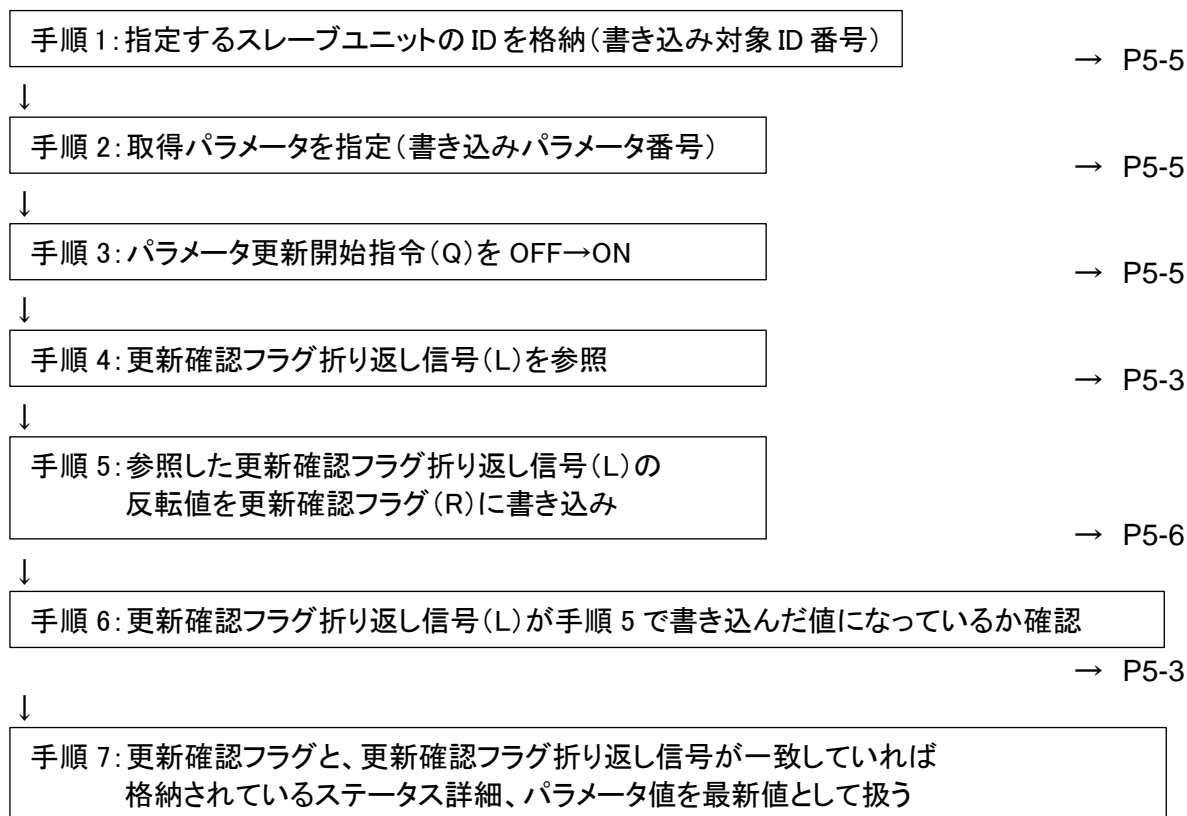 手順 1：指定するスレーブユニットの ID を格納（書き込み対象 ID 番号）
→ P5-5
↓
手順 2：取得パラメータを指定（書き込みパラメータ番号）
→ P5-5
↓
手順 3：パラメータ更新開始指令（Q）を OFF→ON
→ P5-5
↓
手順 4：更新確認フラグ折り返し信号（L）を参照
→ P5-3
↓
手順 5：参照した更新確認フラグ折り返し信号（L）の
反転値を更新確認フラグ（R）に書き込み
→ P5-6
↓
手順 6：更新確認フラグ折り返し信号（L）が手順 5 で書き込んだ値になっているか確認
→ P5-3
↓
手順 7：更新確認フラグと、更新確認フラグ折り返し信号が一致していれば
格納されているステータス詳細、パラメータ値を最新値として扱う